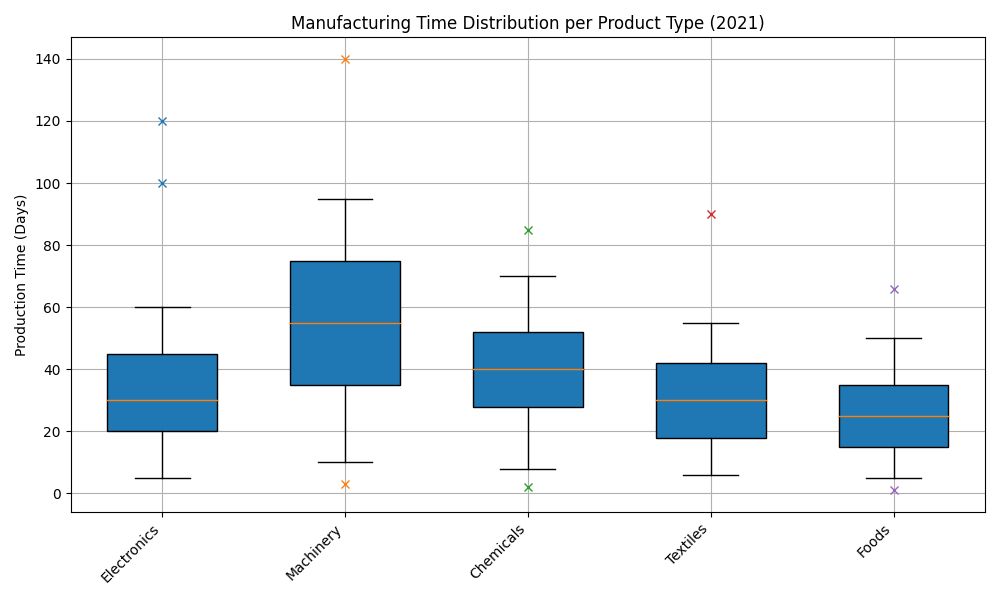 Manufacturing Time Distribution per Product Type (2021)
Production Time (Days)
140
120
100
80
60
40
20
0
Electronics
Machinery
Chemicals
Textiles
Foods